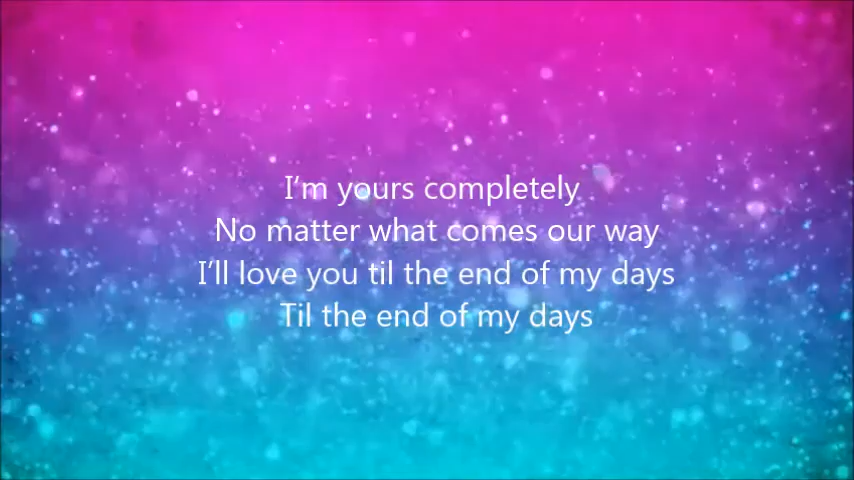 I'm yours completely
No matter what comes our way
I'll love you til the end of my days
Til the end of my days